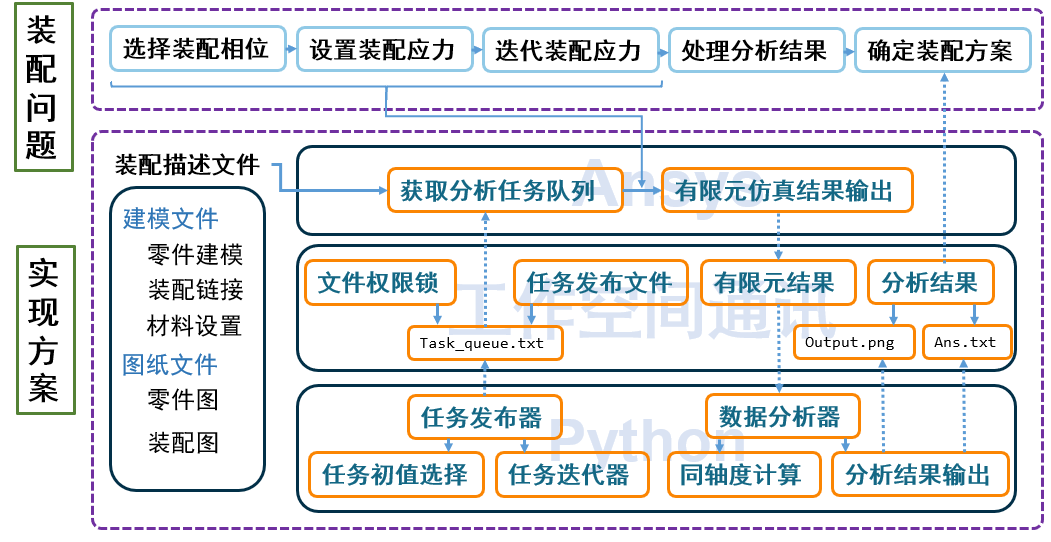 装配问题
选择装配相位
设置装配应力
迭代装配应力
处理分析结果
确定装配方案
实现方案
装配描述文件
建模文件
零件建模
装配链接
材料设置
图纸文件
零件图
装配图
Ansys
获取分析任务队列
有限元仿真结果输出
工作空间通讯
文件权限锁
任务发布文件
有限元结果
分析结果
Task_queue.txt
Output.png
Ans.txt
Python
任务发布器
数据分析器
任务初值选择
任务迭代器
同轴度计算
分析结果输出